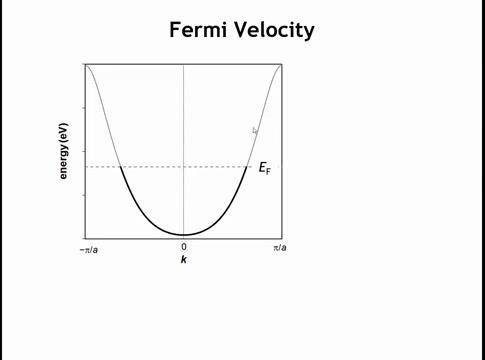 Fermi Velocity
energy (eV)
E_F
−π/a
0
π/a
k